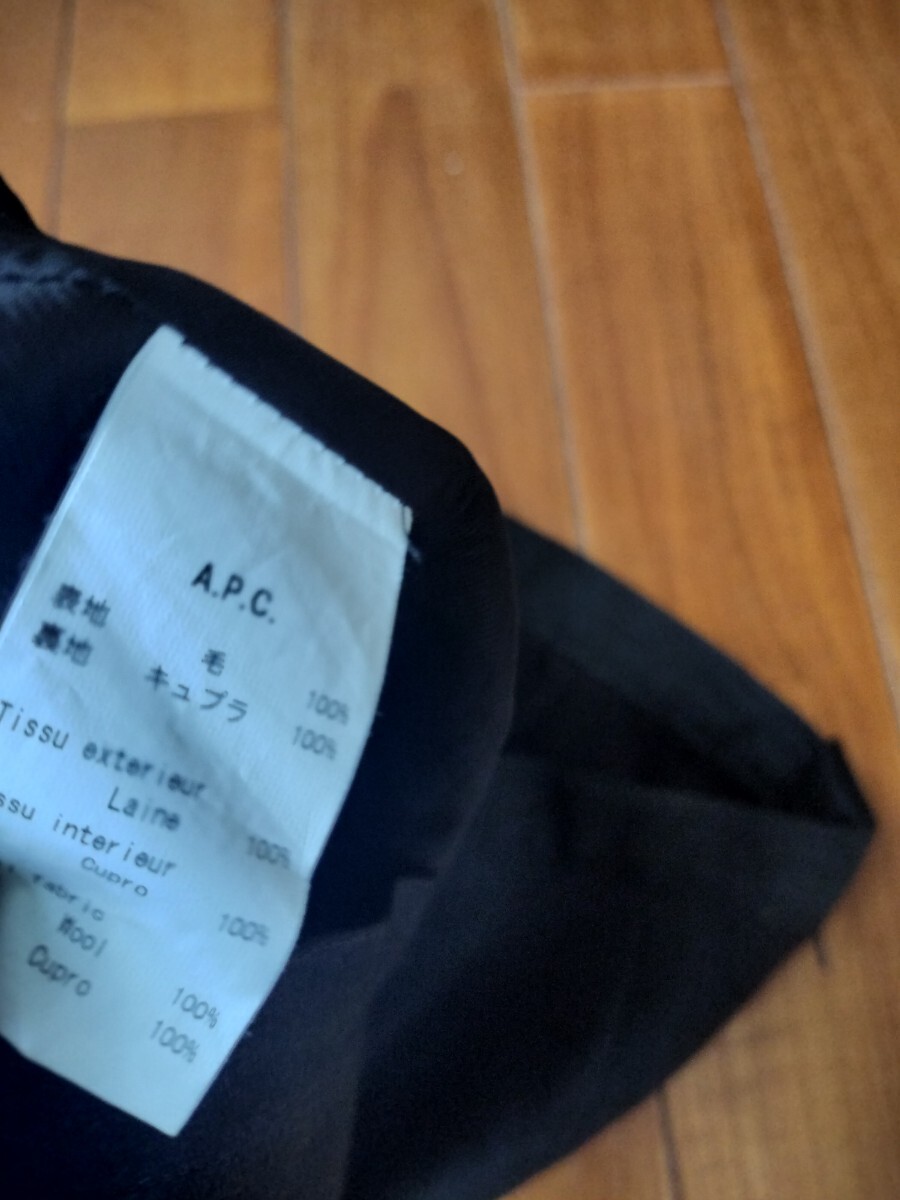 A.P.C.
表地 毛 100%
裏地 キュプラ 100%
Tissu exterieur
Laine 100%
ssu interieur
Cupro 100%
fabric
Wool 100%
Cupro 100%